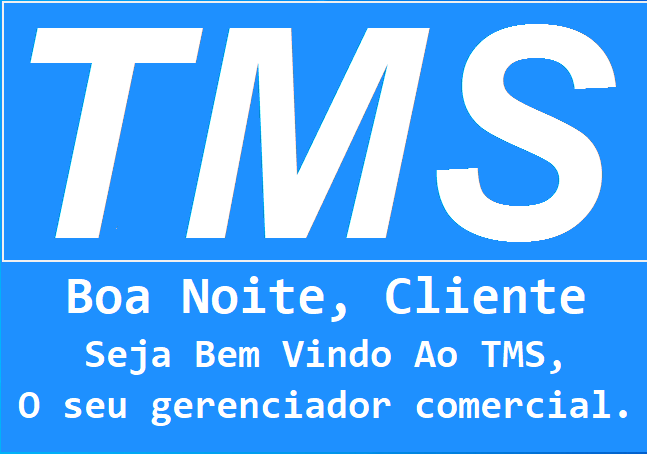 TMS
Boa Noite, Cliente
Seja Bem Vindo Ao TMS,
O seu gerenciador comercial.